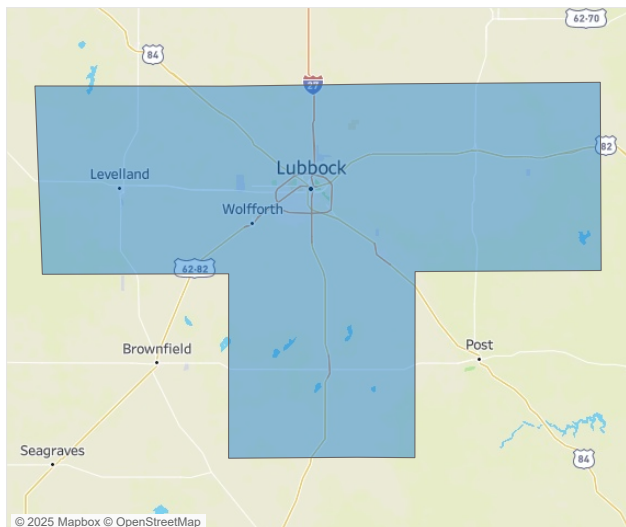 62-70
84
27
82
Lubbock
Levelland
Wolfforth
62-82
Brownfield
Post
Seagraves
84
© 2025 Mapbox © OpenStreetMap